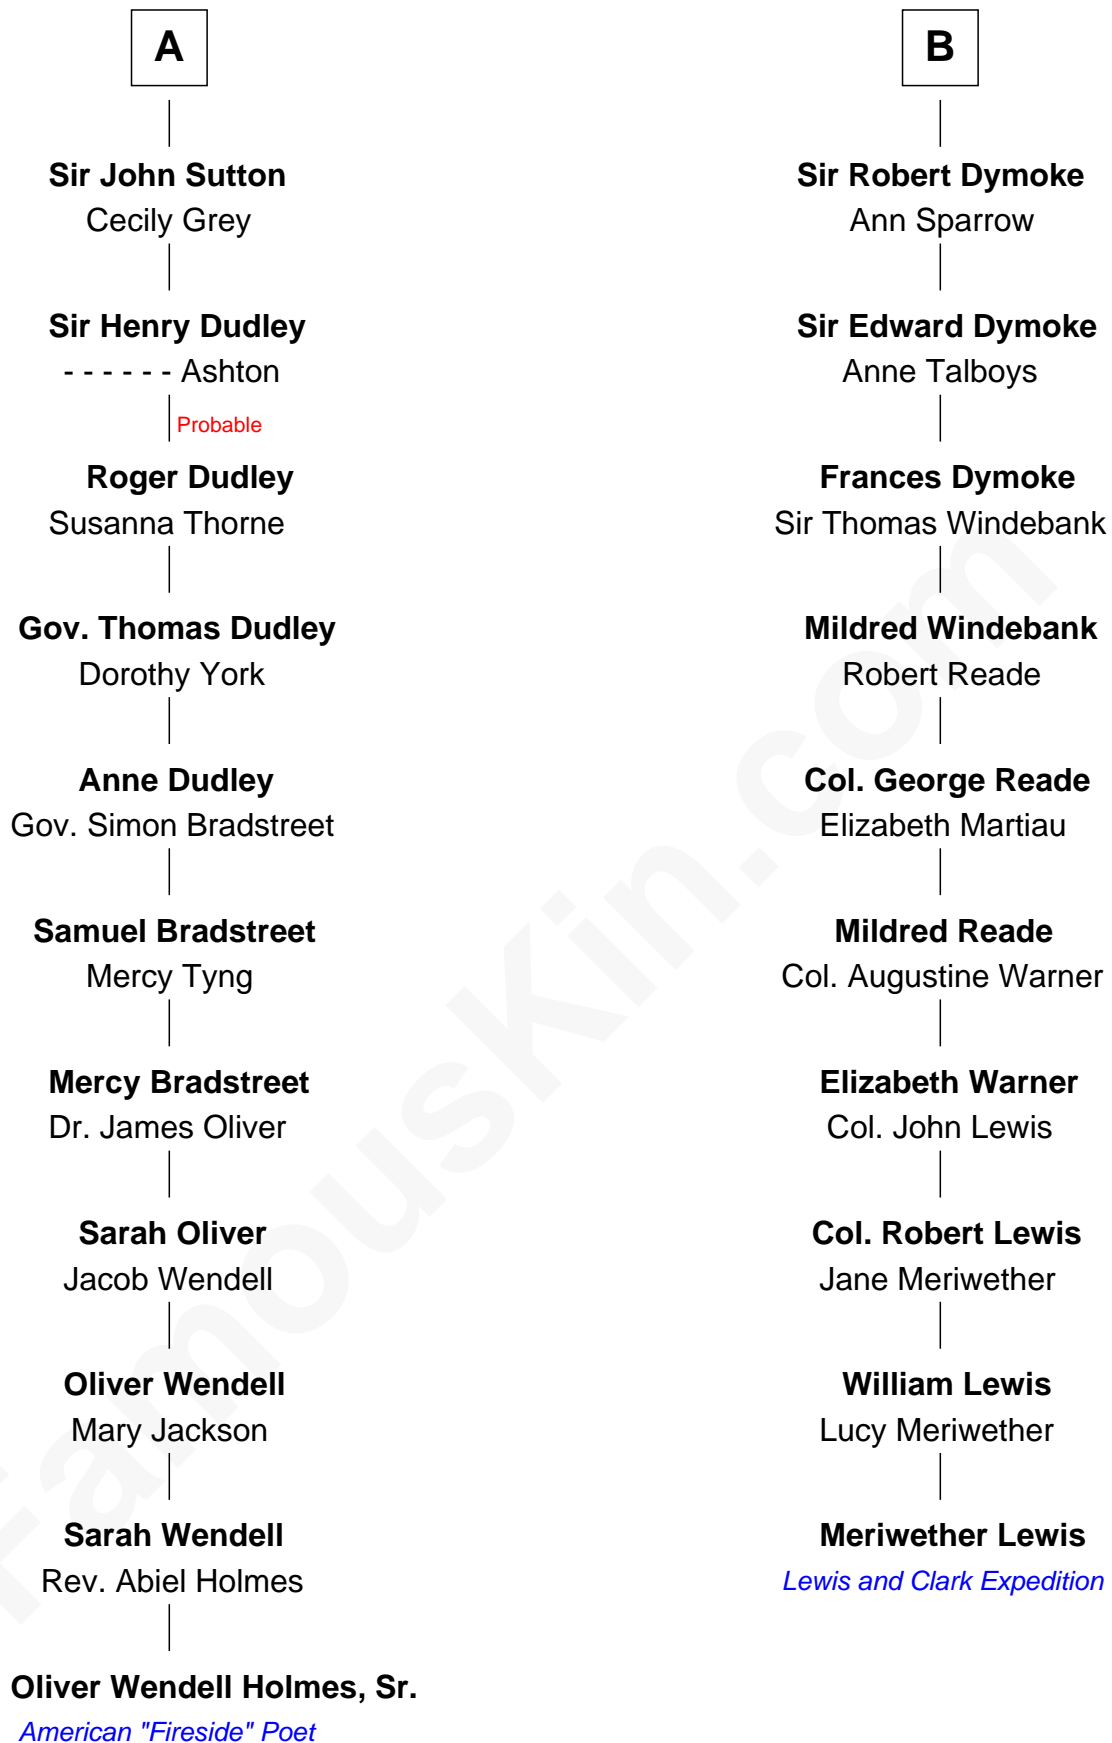 A
Sir John Sutton
Cecily Grey
Sir Henry Dudley
- - - - - - Ashton
Probable
Roger Dudley
Susanna Thorne
Gov. Thomas Dudley
Dorothy York
Anne Dudley
Gov. Simon Bradstreet
Samuel Bradstreet
Mercy Tyng
Mercy Bradstreet
Dr. James Oliver
Sarah Oliver
Jacob Wendell
Oliver Wendell
Mary Jackson
Sarah Wendell
Rev. Abiel Holmes
Oliver Wendell Holmes, Sr.
American "Fireside" Poet
B
Sir Robert Dymoke
Ann Sparrow
Sir Edward Dymoke
Anne Talboys
Frances Dymoke
Sir Thomas Windebank
Mildred Windebank
Robert Reade
Col. George Reade
Elizabeth Martiau
Mildred Reade
Col. Augustine Warner
Elizabeth Warner
Col. John Lewis
Col. Robert Lewis
Jane Meriwether
William Lewis
Lucy Meriwether
Meriwether Lewis
Lewis and Clark Expedition
FamousKin.com